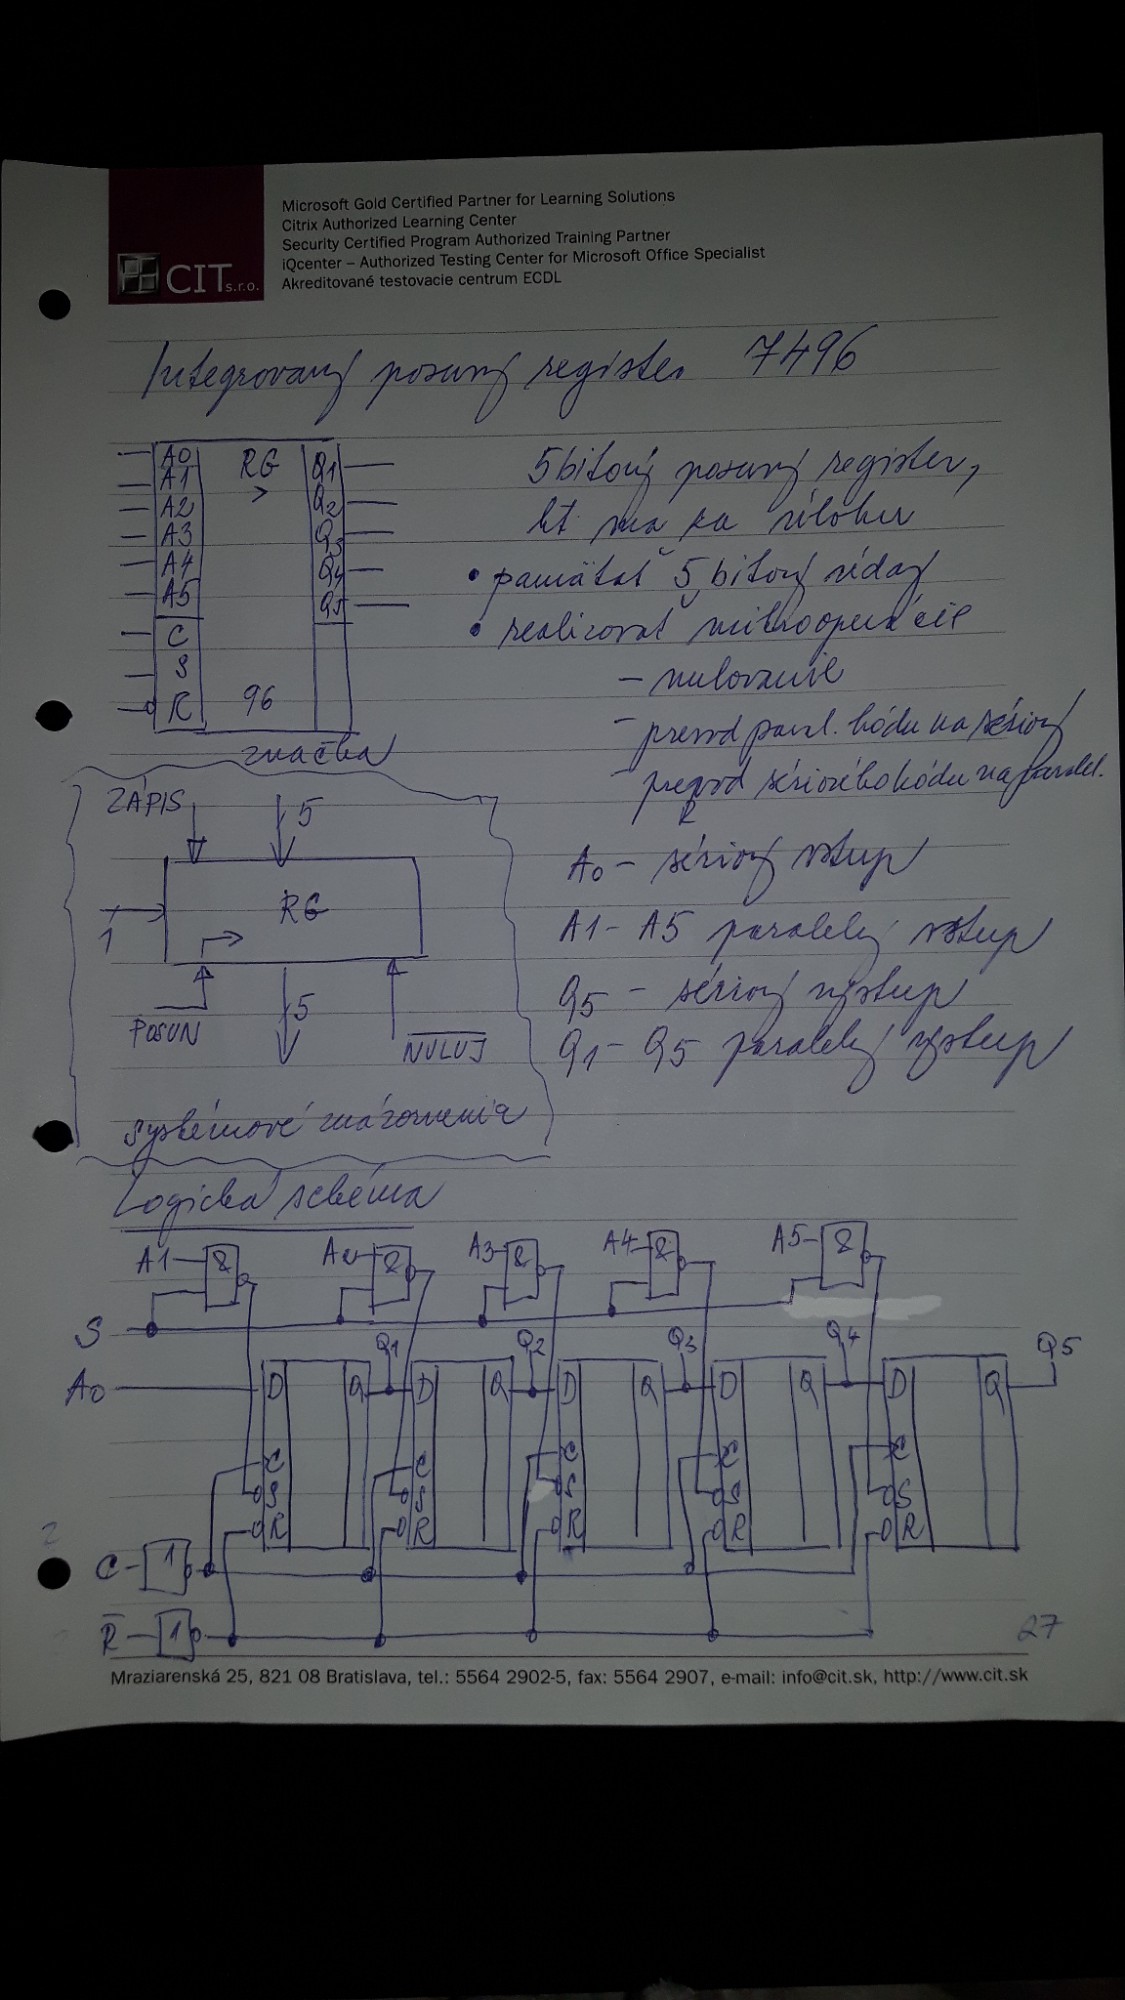 Microsoft Gold Certified Partner for Learning Solutions
Citrix Authorized Learning Center
Security Certified Program Authorized Training Partner
iQcenter – Authorized Testing Center for Microsoft Office Specialist
Akreditované testovacie centrum ECDL
CIT s.r.o.
Integrovaný posuvný register 7496
A0 RG Q1
A1 >
A2 Q2
A3 Q3
A4 Q4
A5 Q5
C
S
R 96
značka
5 bitový posuvný register,
kt. má za úlohu
• pamätať 5 bitový údaj
• realizovať mikrooperácie
– nulovanie
– prevod paral. kódu na sériový
– prevod sériového kódu na paralel.
R
A0 – sériový vstup
A1 – A5 paralelný vstup
Q5 – sériový výstup
Q1 – Q5 paralelný výstup
ZÁPIS 5
RG
1
POSUN 5 NULUJ
systémové znázornenie
Logická schéma
A1 & A2 & A3 & A4 & A5 &
S
Q1 Q2 Q3 Q4 Q5
A0 D Q D Q D Q D Q D Q
C C C C C
S S S S S
R R R R R
C 1
R 1
27
Mraziarenská 25, 821 08 Bratislava, tel.: 5564 2902-5, fax: 5564 2907, e-mail: info@cit.sk, http://www.cit.sk